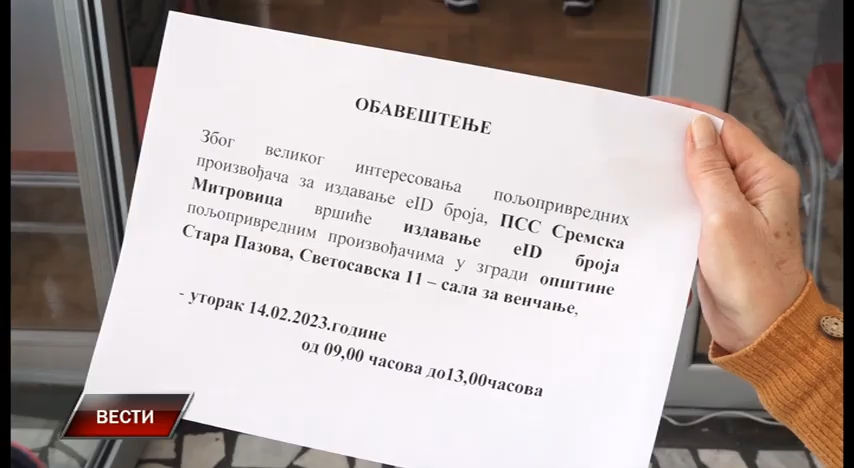 ОБАВЕШТЕЊЕ
Због великог интересовања пољопривредних
произвођача за издавање eID броја, ПСС Сремска
Митровица вршиће издавање eID броја
пољопривредним произвођачима у згради општине
Стара Пазова, Светосавска 11 – сала за венчање,
- уторак 14.02.2023.године
од 09,00 часова до13,00часова
ВЕСТИ